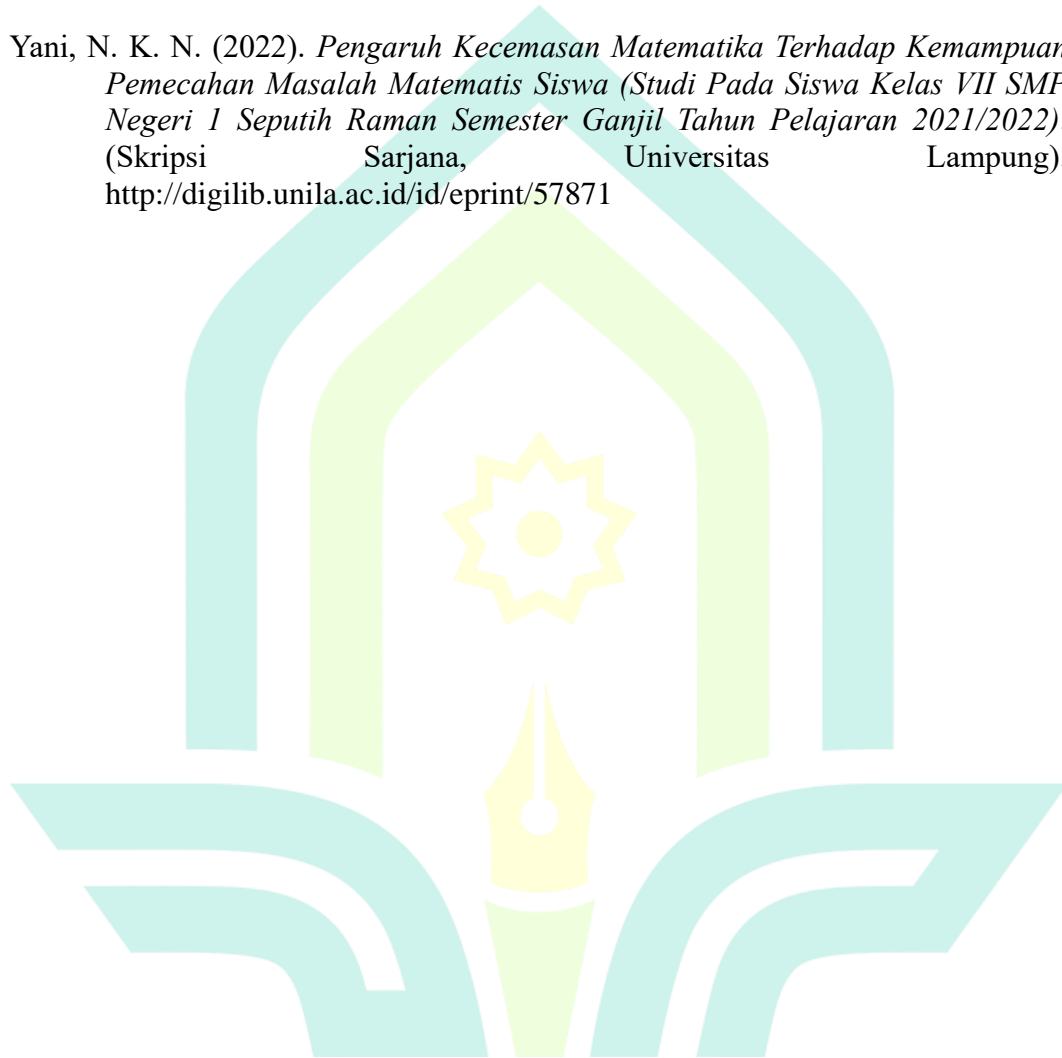 Yani, N. K. N. (2022). Pengaruh Kecemasan Matematika Terhadap Kemampuan
Pemecahan Masalah Matematis Siswa (Studi Pada Siswa Kelas VII SMP
Negeri 1 Seputih Raman Semester Ganjil Tahun Pelajaran 2021/2022)
(Skripsi Sarjana, Universitas Lampung)
http://digilib.unila.ac.id/id/eprint/57871